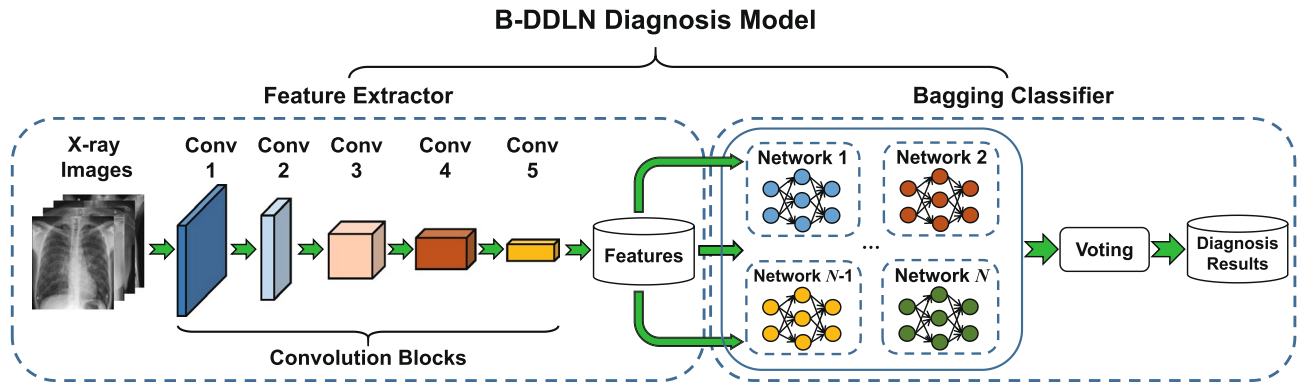 B-DDLN Diagnosis Model
Feature Extractor
Bagging Classifier
X-ray
Images
Conv
1
Conv
2
Conv
3
Conv
4
Conv
5
Convolution Blocks
Features
Network 1
Network 2
...
Network N-1
Network N
Voting
Diagnosis
Results